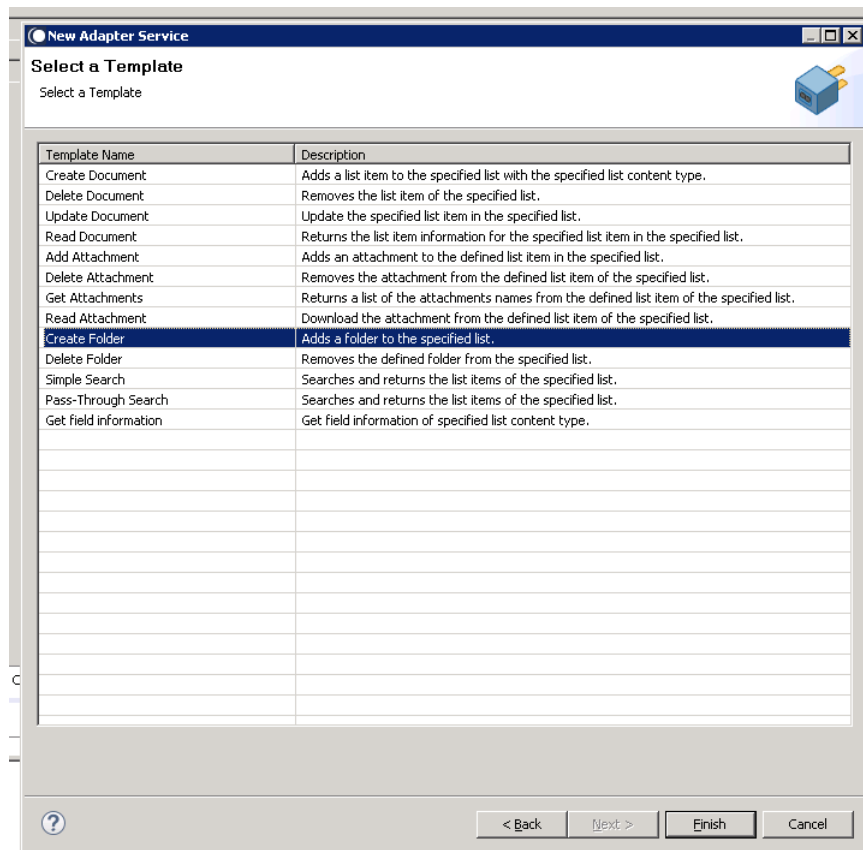 New Adapter Service
Select a Template
Select a Template
Template Name Description
Create Document Adds a list item to the specified list with the specified list content type.
Delete Document Removes the list item of the specified list.
Update Document Update the specified list item in the specified list.
Read Document Returns the list item information for the specified list item in the specified list.
Add Attachment Adds an attachment to the defined list item in the specified list.
Delete Attachment Removes the attachment from the defined list item of the specified list.
Get Attachments Returns a list of the attachments names from the defined list item of the specified list.
Read Attachment Download the attachment from the defined list item of the specified list.
Create Folder Adds a folder to the specified list.
Delete Folder Removes the defined folder from the specified list.
Simple Search Searches and returns the list items of the specified list.
Pass-Through Search Searches and returns the list items of the specified list.
Get field information Get field information of specified list content type.
? < Back Next > Finish Cancel